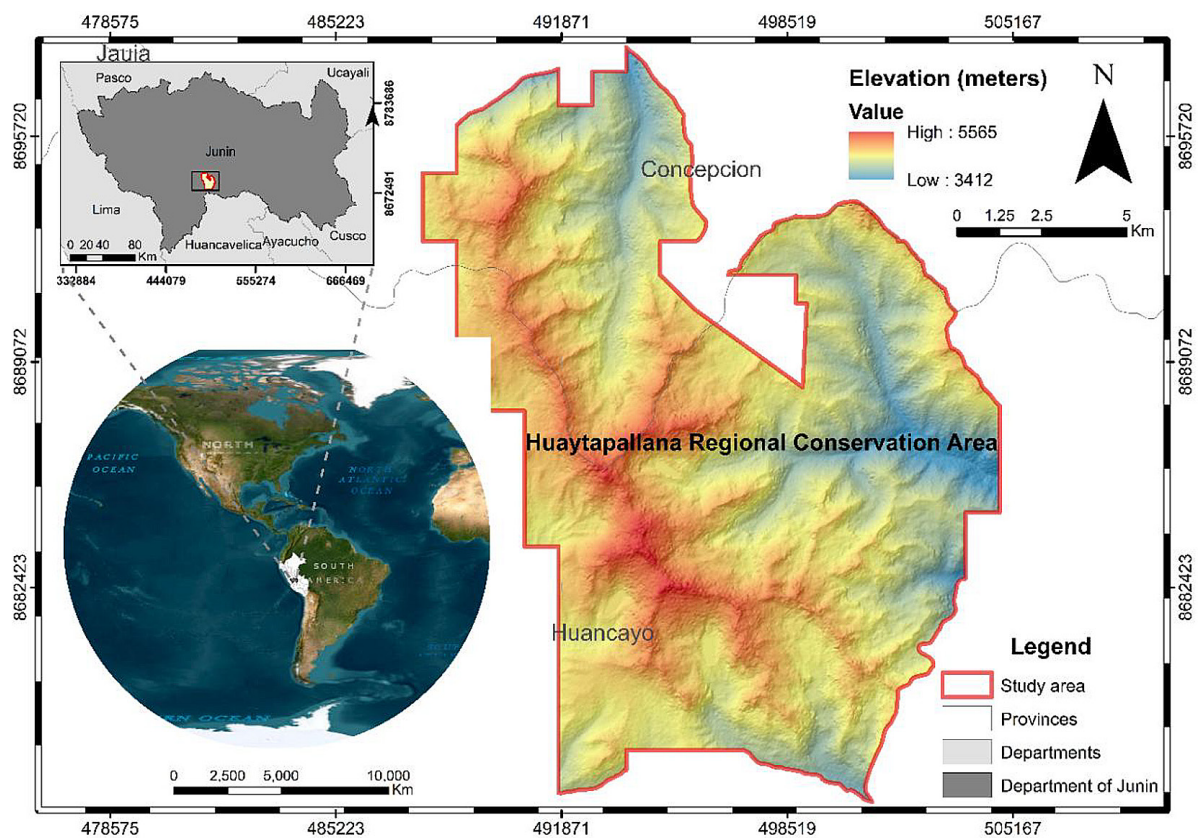 478575
485223
491871
498519
505167
Jauja
Pasco
Ucayali
Junin
Lima
Huancavelica
Ayacucho
Cusco
0 20 40 80
Km
332884
444079
555274
666469
8783686
8672491
8695720
8689072
8682423
Concepcion
Huaytapallana Regional Conservation Area
Huancayo
Elevation (meters)
Value
High : 5565
Low : 3412
N
0 1.25 2.5 5
Km
8695720
8689072
8682423
NORTH
PACIFIC
OCEAN
NORTH
ATLANTIC
OCEAN
SOUTH
AMERICA
OCEAN
0 2,500 5,000 10,000
Km
Legend
Study area
Provinces
Departments
Department of Junin
478575
485223
491871
498519
505167